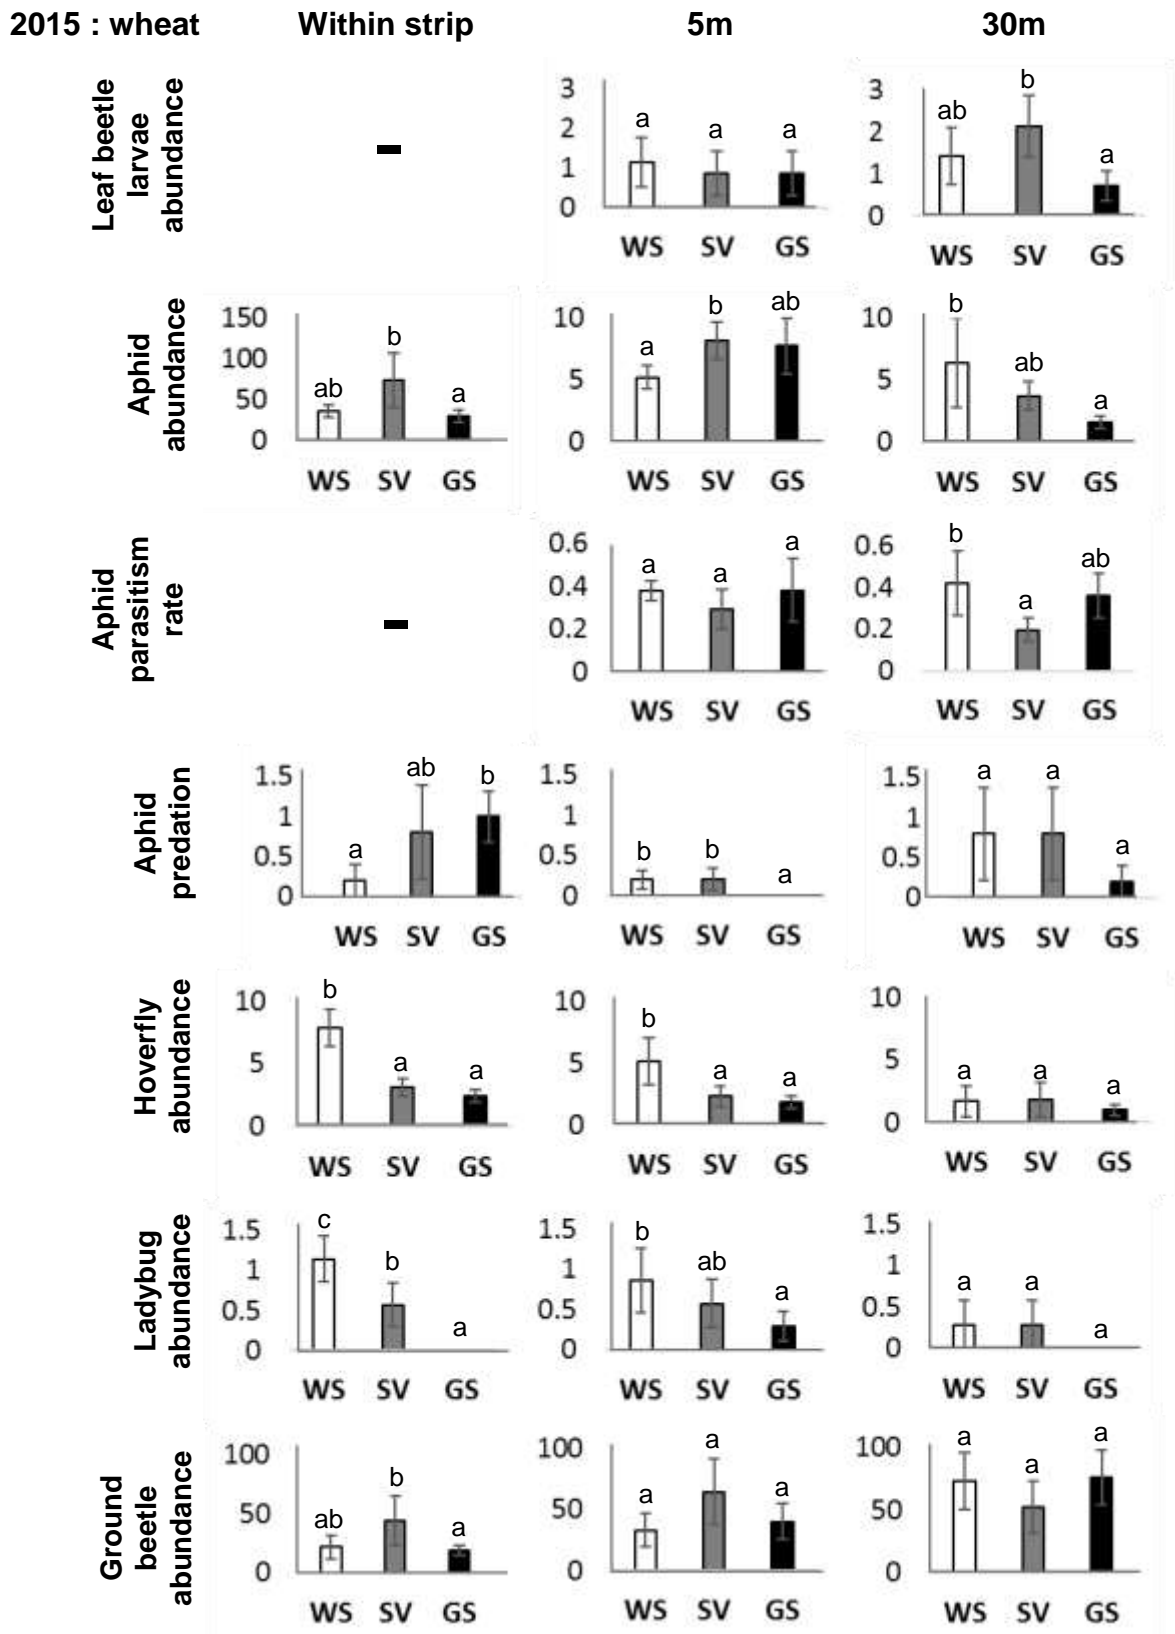 2015 : wheat Within strip 5m 30m
Leaf beetle
larvae
abundance
3
2
1
0
a a a
WS SV GS
3
2
1
0
ab b a
WS SV GS
Aphid
abundance
150
100
50
0
ab b a
WS SV GS
10
5
0
a b ab
WS SV GS
10
5
0
b ab a
WS SV GS
Aphid
parasitism
rate
0.6
0.4
0.2
0
a a a
WS SV GS
0.6
0.4
0.2
0
b a ab
WS SV GS
Aphid
predation
1.5
1
0.5
0
a ab b
WS SV GS
1.5
1
0.5
0
b b a
WS SV GS
1.5
1
0.5
0
a a a
WS SV GS
Hoverfly
abundance
10
5
0
b a a
WS SV GS
10
5
0
b a a
WS SV GS
10
5
0
a a a
WS SV GS
Ladybug
abundance
1.5
1
0.5
0
c b a
WS SV GS
1.5
1
0.5
0
b ab a
WS SV GS
1.5
1
0.5
0
a a a
WS SV GS
Ground
beetle
abundance
100
50
0
ab b a
WS SV GS
100
50
0
a a a
WS SV GS
100
50
0
a a a
WS SV GS